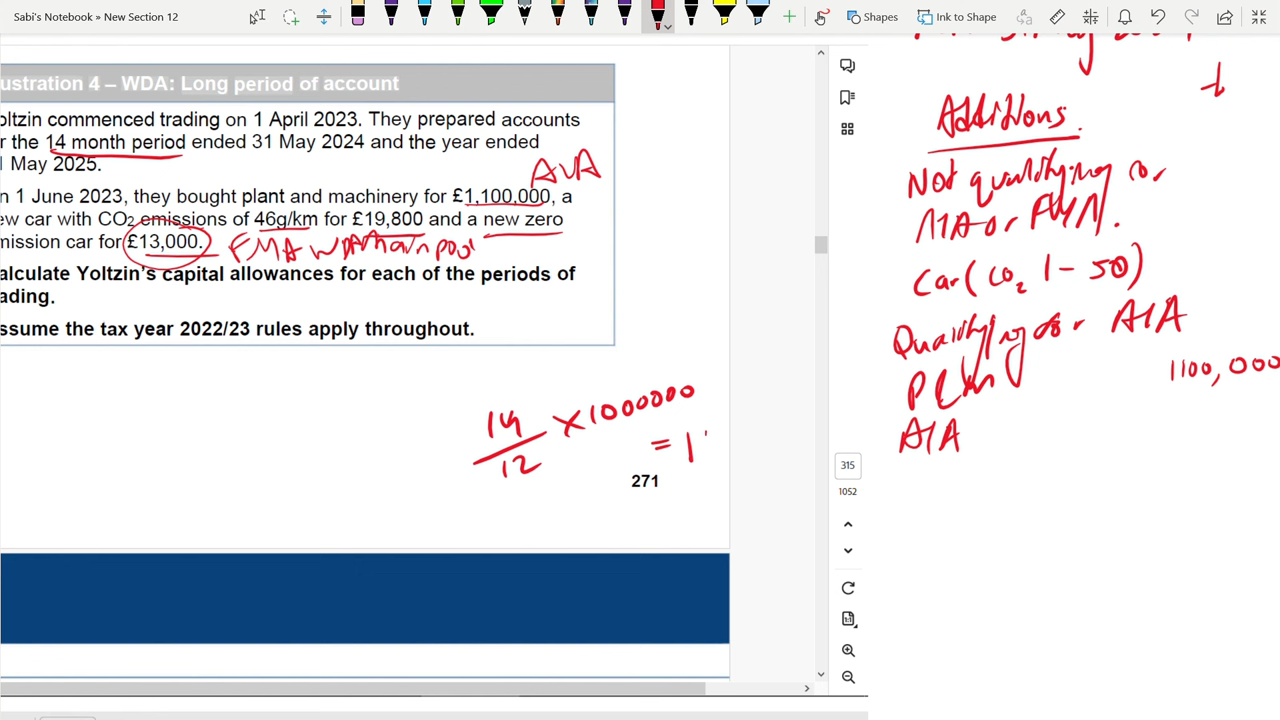 Sabi's Notebook » New Section 12
Shapes
Ink to Shape
ustration 4 – WDA: Long period of account
oltzin commenced trading on 1 April 2023. They prepared accounts
r the 14 month period ended 31 May 2024 and the year ended
May 2025.
AIA
n 1 June 2023, they bought plant and machinery for £1,100,000, a
ew car with CO2 emissions of 46g/km for £19,800 and a new zero
mission car for £13,000.
WDA main pool
alculate Yoltzin's capital allowances for each of the periods of
ading.
ssume the tax year 2022/23 rules apply throughout.
14
12
× 1000000
= 1
271
315
1052
Additions.
Not qualifying for
AIA or FYA.
Car (CO2 1 - 50)
Qualifying for AIA
1100,000
AIA